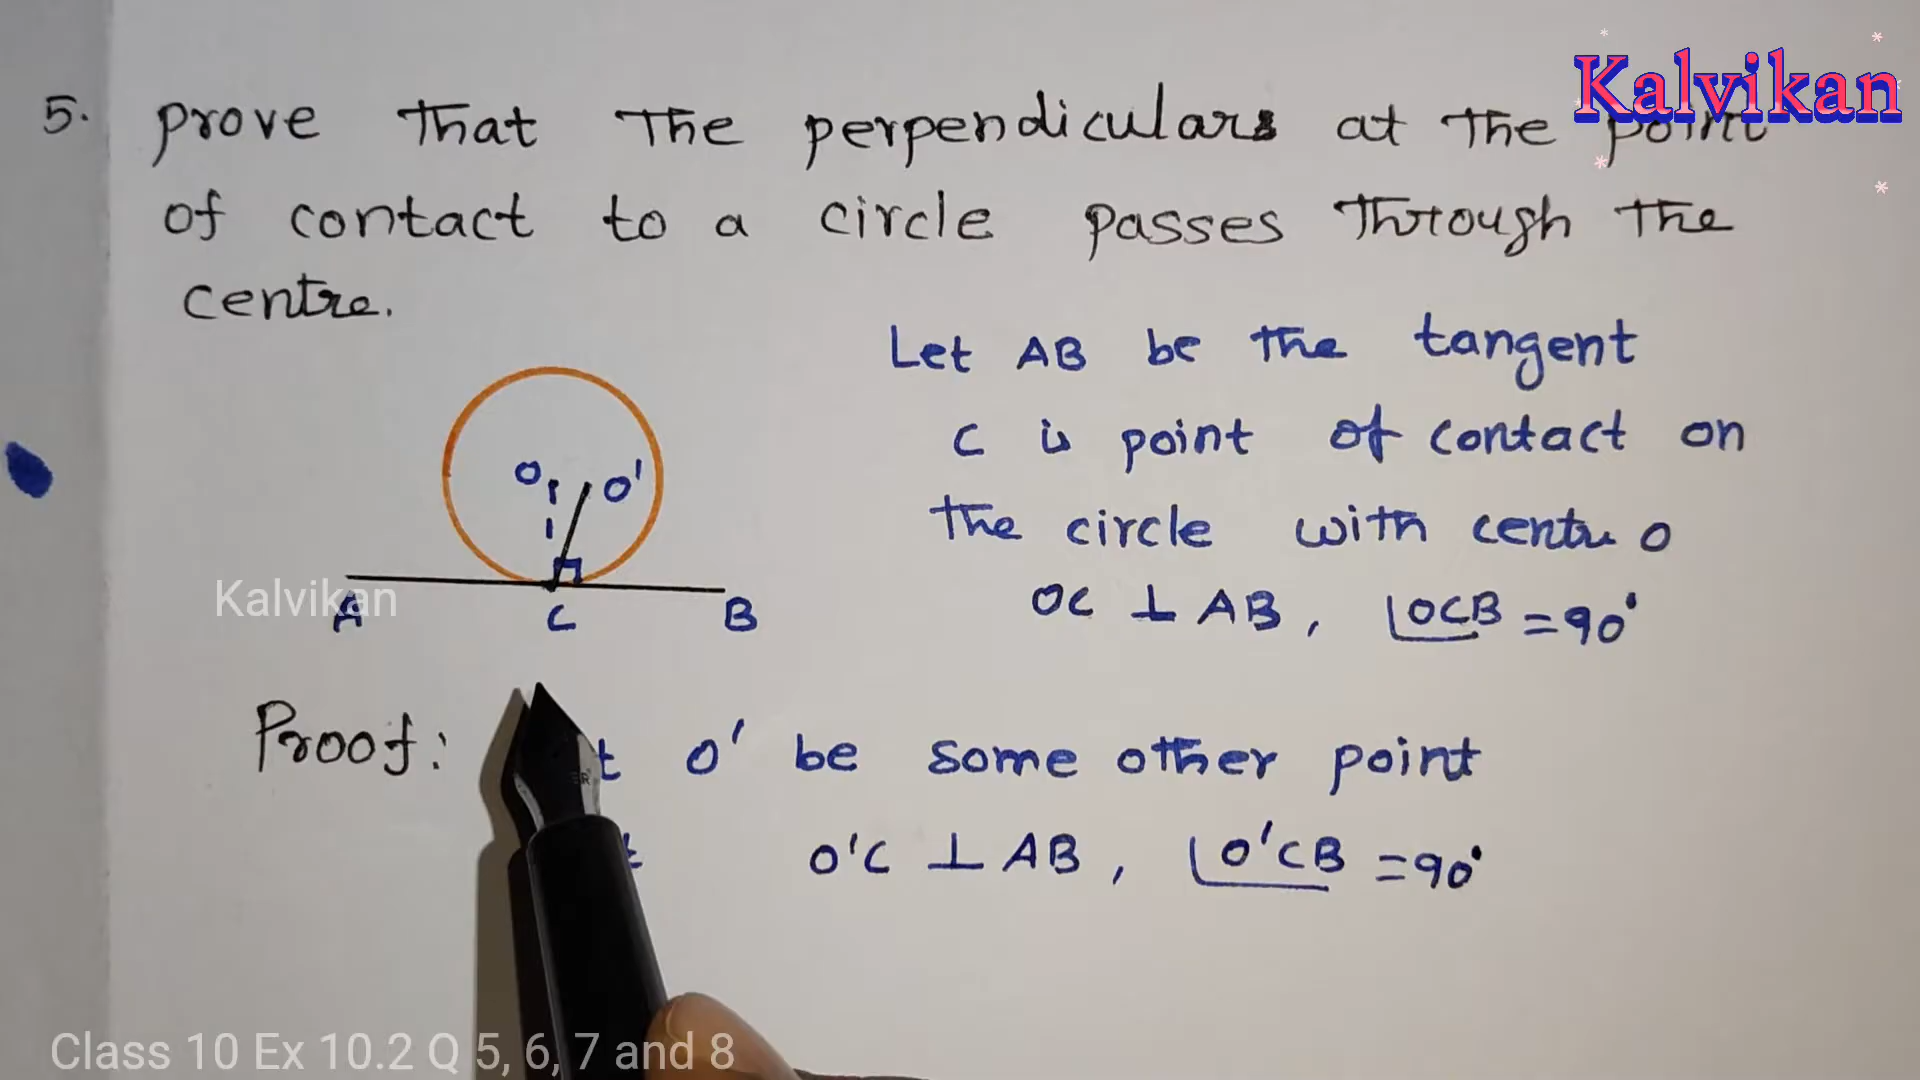 Kalvikan
5. prove that the perpendiculars at the point
of contact to a circle passes through the
centre.
Let AB be the tangent
C is point of contact on
the circle with centre O
OC ⊥ AB, ∠OCB = 90°
O O'
Kalvikan
A C B
Proof: O' be some other point
O'C ⊥ AB, ∠O'CB = 90°
Class 10 Ex 10.2 Q 5, 6, 7 and 8